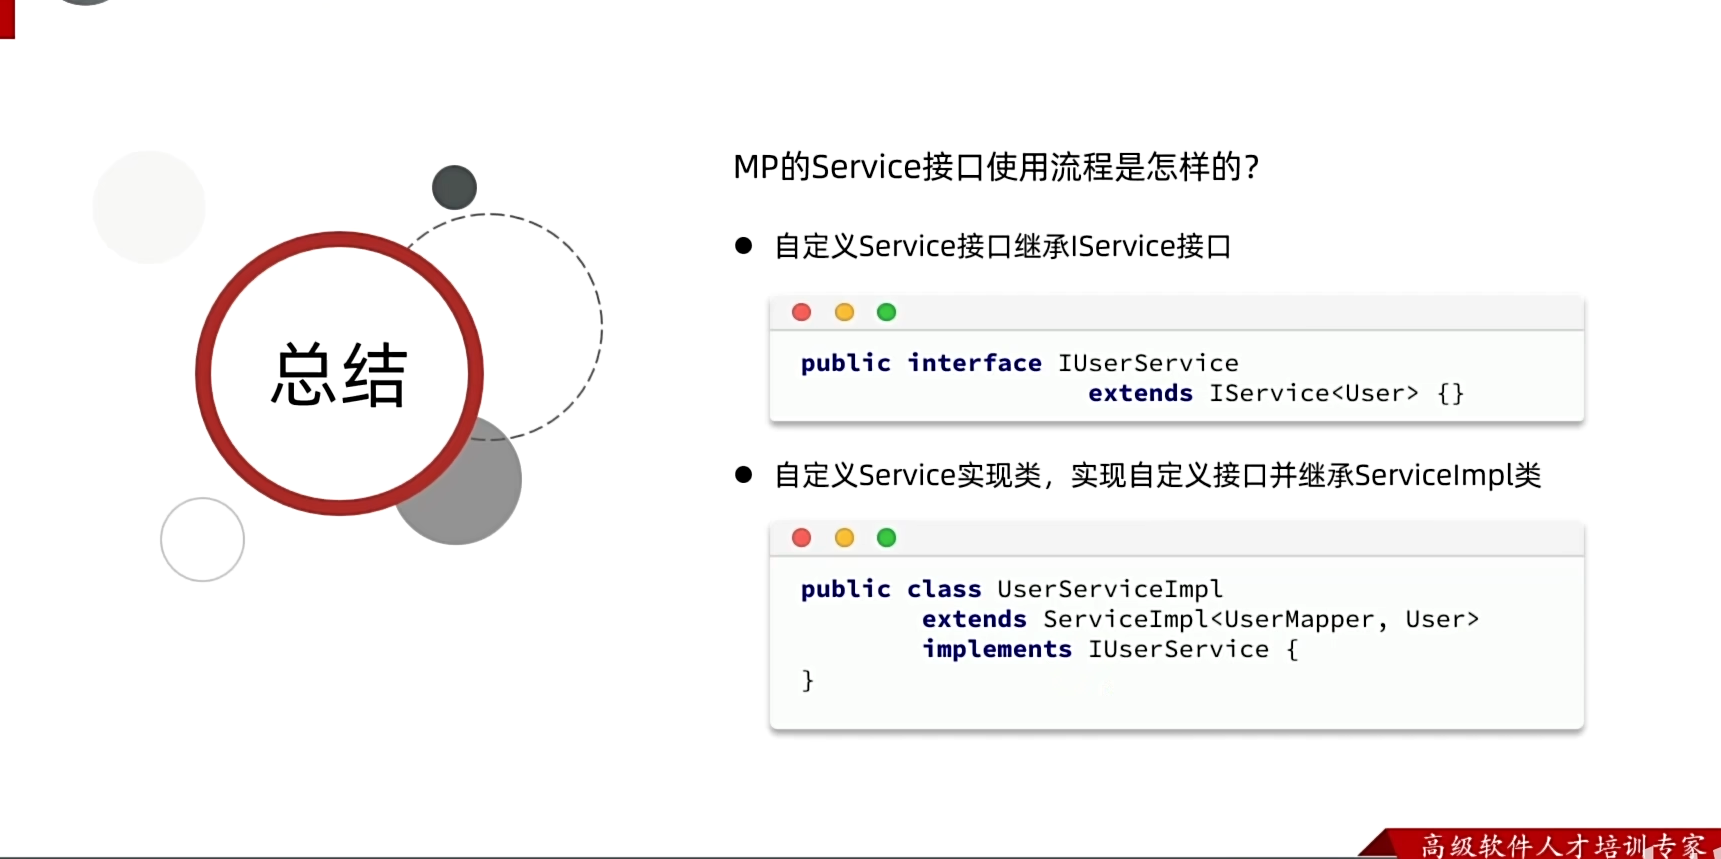 总结
MP的Service接口使用流程是怎样的？
● 自定义Service接口继承IService接口
public interface IUserService
extends IService<User> {}
● 自定义Service实现类，实现自定义接口并继承ServiceImpl类
public class UserServiceImpl
extends ServiceImpl<UserMapper, User>
implements IUserService {
}
高级软件人才培训专家